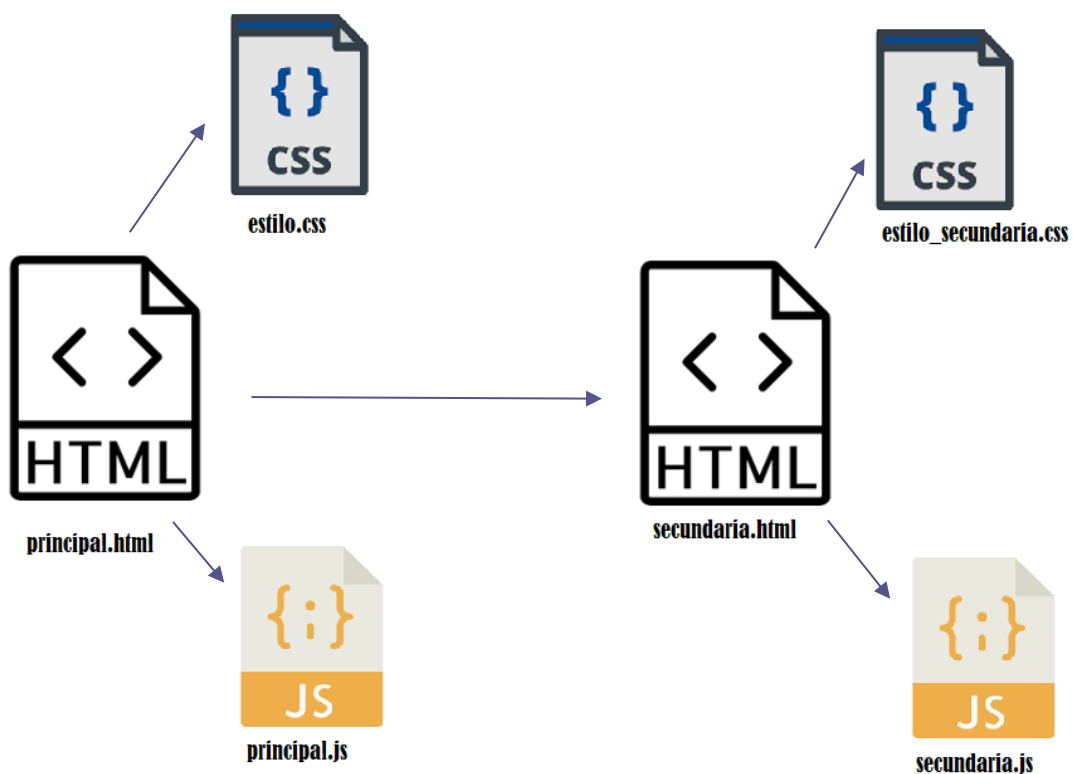 { }
CSS
estilo.css
{ }
CSS
estilo_secundaria.css
< >
HTML
principal.html
< >
HTML
secundaria.html
{;}
JS
principal.js
{;}
JS
secundaria.js